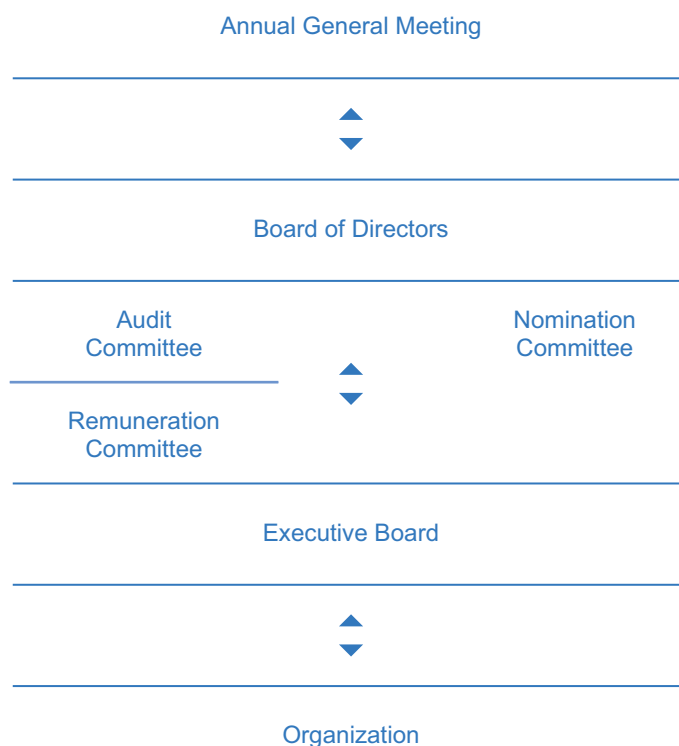 Annual General Meeting
Board of Directors
Audit
Committee
Nomination
Committee
Remuneration
Committee
Executive Board
Organization